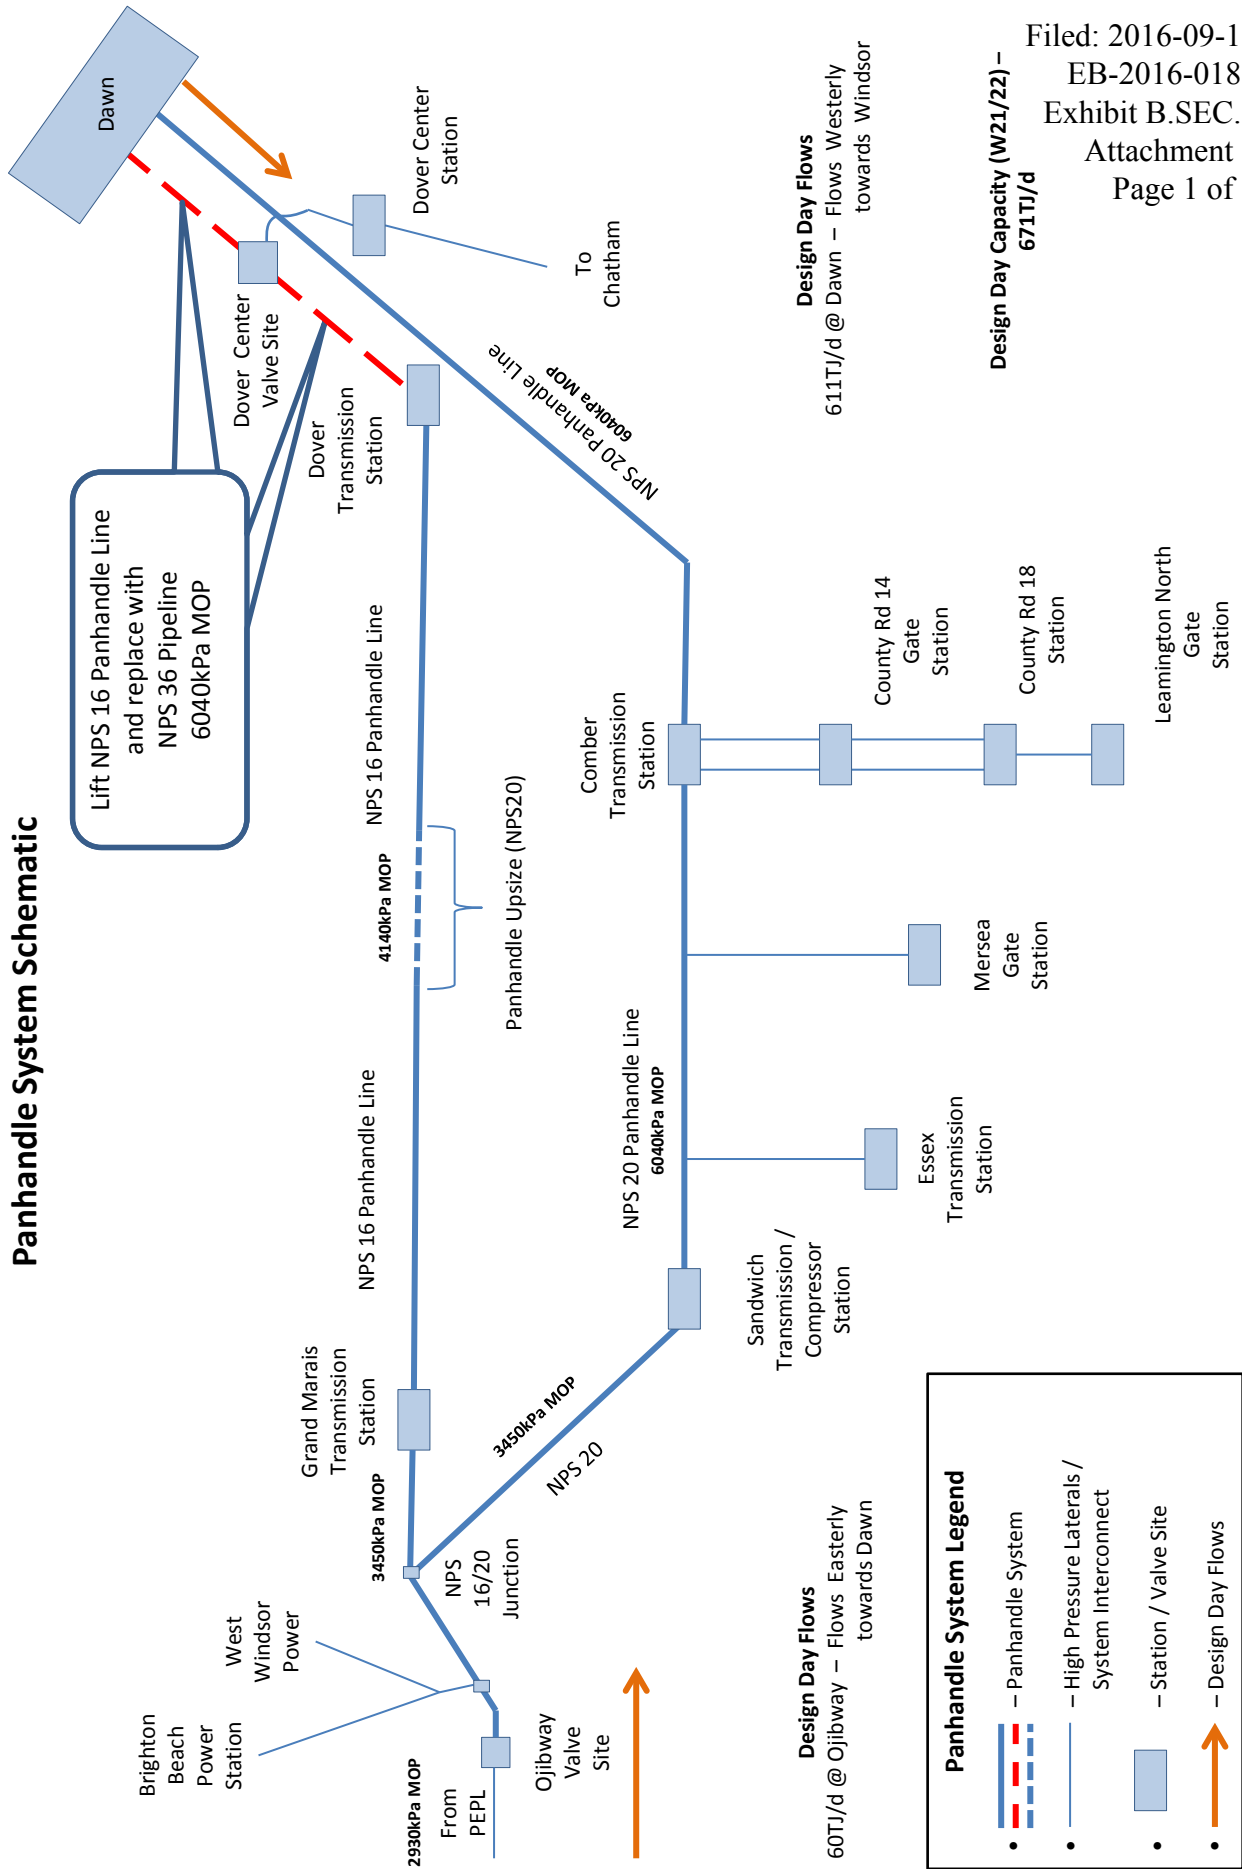 Filed: 2016-09-1
EB-2016-018
Exhibit B.SEC.
Attachment
Page 1 of
Panhandle System Schematic
Lift NPS 16 Panhandle Line
and replace with
NPS 36 Pipeline
6040kPa MOP
Dawn
Dover Center
Station
Dover Center
Valve Site
To
Chatham
Dover
Transmission
Station
NPS 20 Panhandle Line
6040kPa MOP
NPS 16 Panhandle Line
4140kPa MOP
Panhandle Upsize (NPS20)
NPS 16 Panhandle Line
Grand Marais
Transmission
Station
3450kPa MOP
NPS
16/20
Junction
West
Windsor
Power
Brighton
Beach
Power
Station
2930kPa MOP
From
PEPL
Ojibway
Valve
Site
3450kPa MOP
NPS 20
Sandwich
Transmission /
Compressor
Station
NPS 20 Panhandle Line
6040kPa MOP
Essex
Transmission
Station
Mersea
Gate
Station
Comber
Transmission
Station
County Rd 14
Gate
Station
County Rd 18
Station
Leamington North
Gate
Station
Design Day Flows
60TJ/d @ Ojibway – Flows Easterly
towards Dawn
Design Day Flows
611TJ/d @ Dawn – Flows Westerly
towards Windsor
Design Day Capacity (W21/22) –
671TJ/d
Panhandle System Legend
• – Panhandle System
• – High Pressure Laterals /
System Interconnect
• – Station / Valve Site
• – Design Day Flows